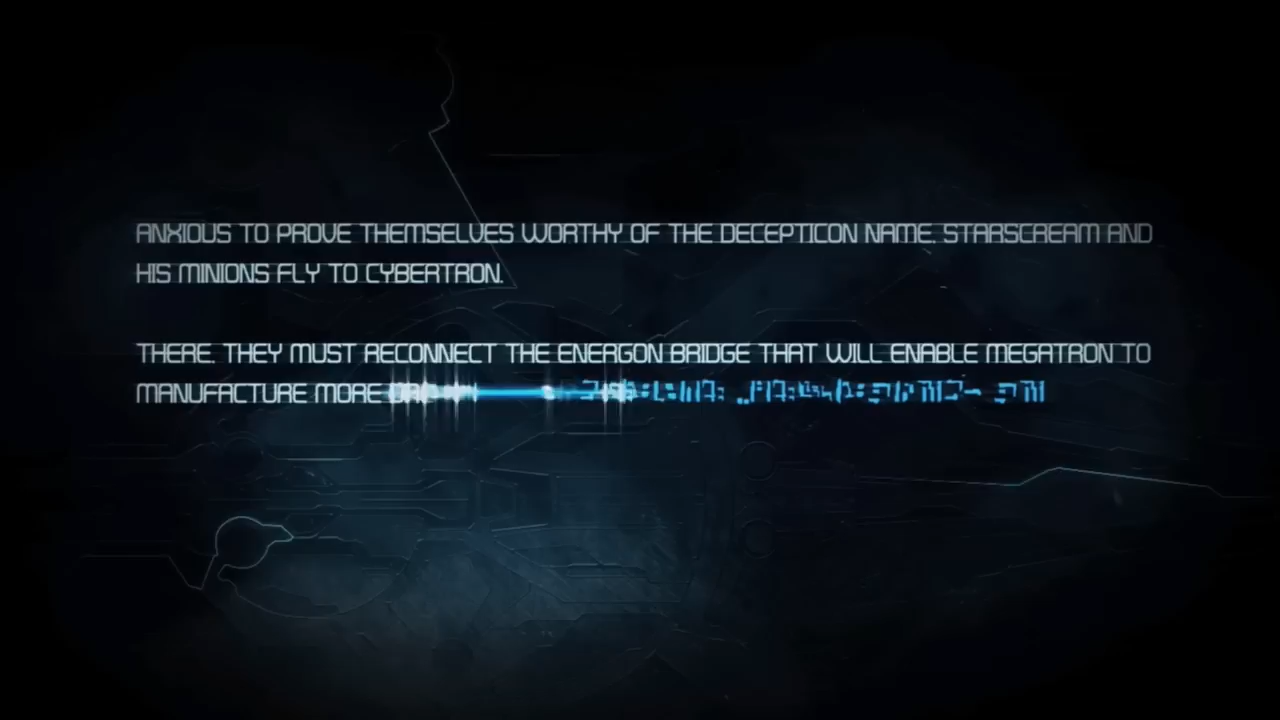 ANXIOUS TO PROVE THEMSELVES WORTHY OF THE DECEPTICON NAME STARSCREAM AND
HIS MINIONS FLY TO CYBERTRON.
THERE, THEY MUST RECONNECT THE ENERGON BRIDGE THAT WILL ENABLE MEGATRON TO
MANUFACTURE MORE